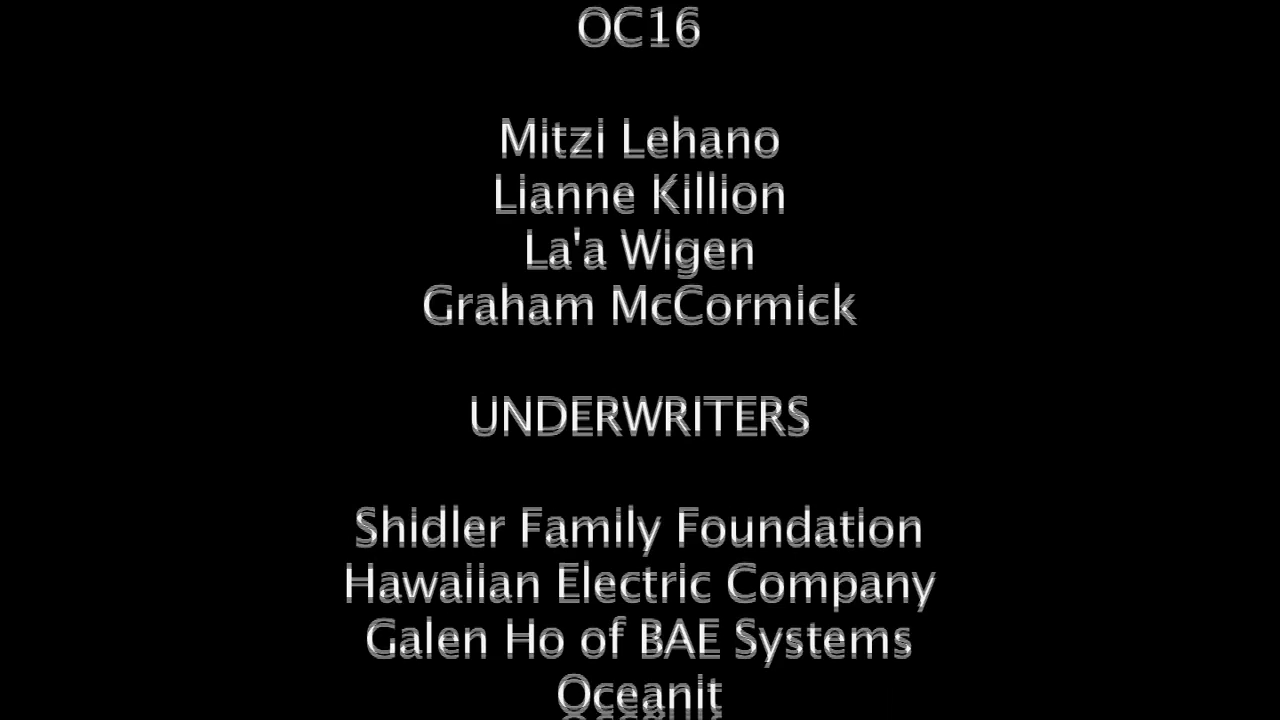 OC16
Mitzi Lehano
Lianne Killion
La'a Wigen
Graham McCormick
UNDERWRITERS
Shidler Family Foundation
Hawaiian Electric Company
Galen Ho of BAE Systems
Oceanit